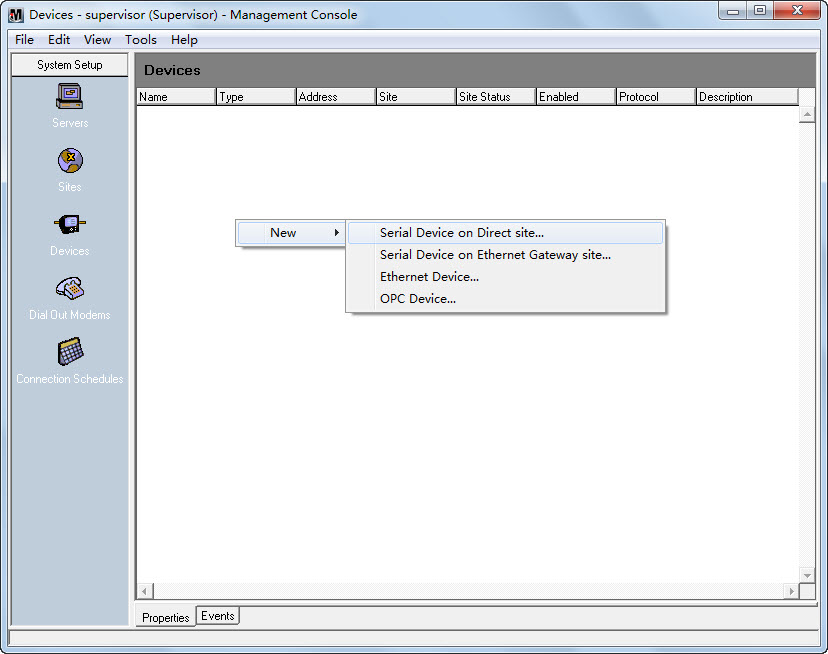 Devices - supervisor (Supervisor) - Management Console
File Edit View Tools Help
System Setup
Servers
Sites
Devices
Dial Out Modems
Connection Schedules
Devices
Name Type Address Site Site Status Enabled Protocol Description
New
Serial Device on Direct site...
Serial Device on Ethernet Gateway site...
Ethernet Device...
OPC Device...
Properties Events